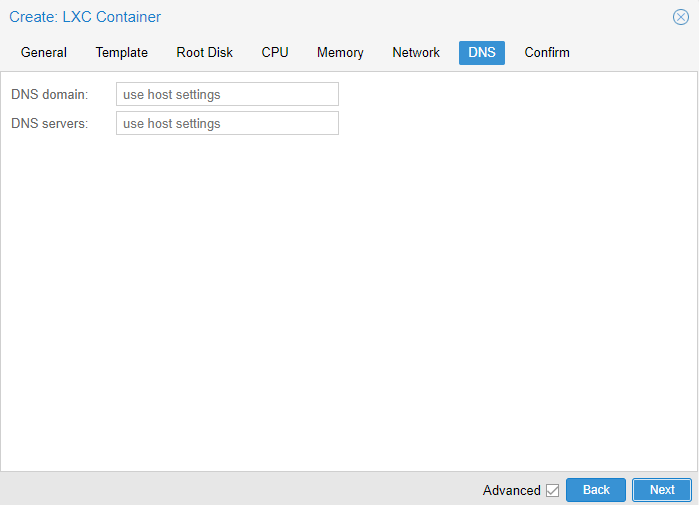 Create: LXC Container
General Template Root Disk CPU Memory Network DNS Confirm
DNS domain: use host settings
DNS servers: use host settings
Advanced Back Next